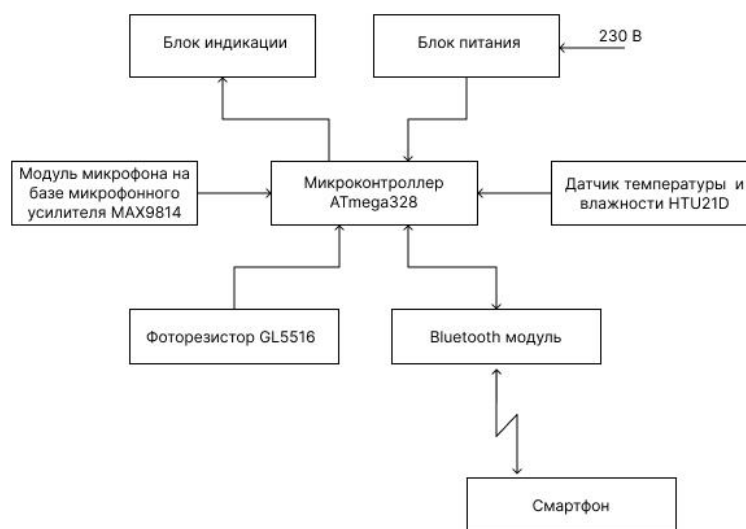 Блок индикации
Блок питания
230 В
Модуль микрофона на
базе микрофонного
усилителя MAX9814
Микроконтроллер
ATmega328
Датчик температуры и
влажности HTU21D
Фоторезистор GL5516
Bluetooth модуль
Смартфон